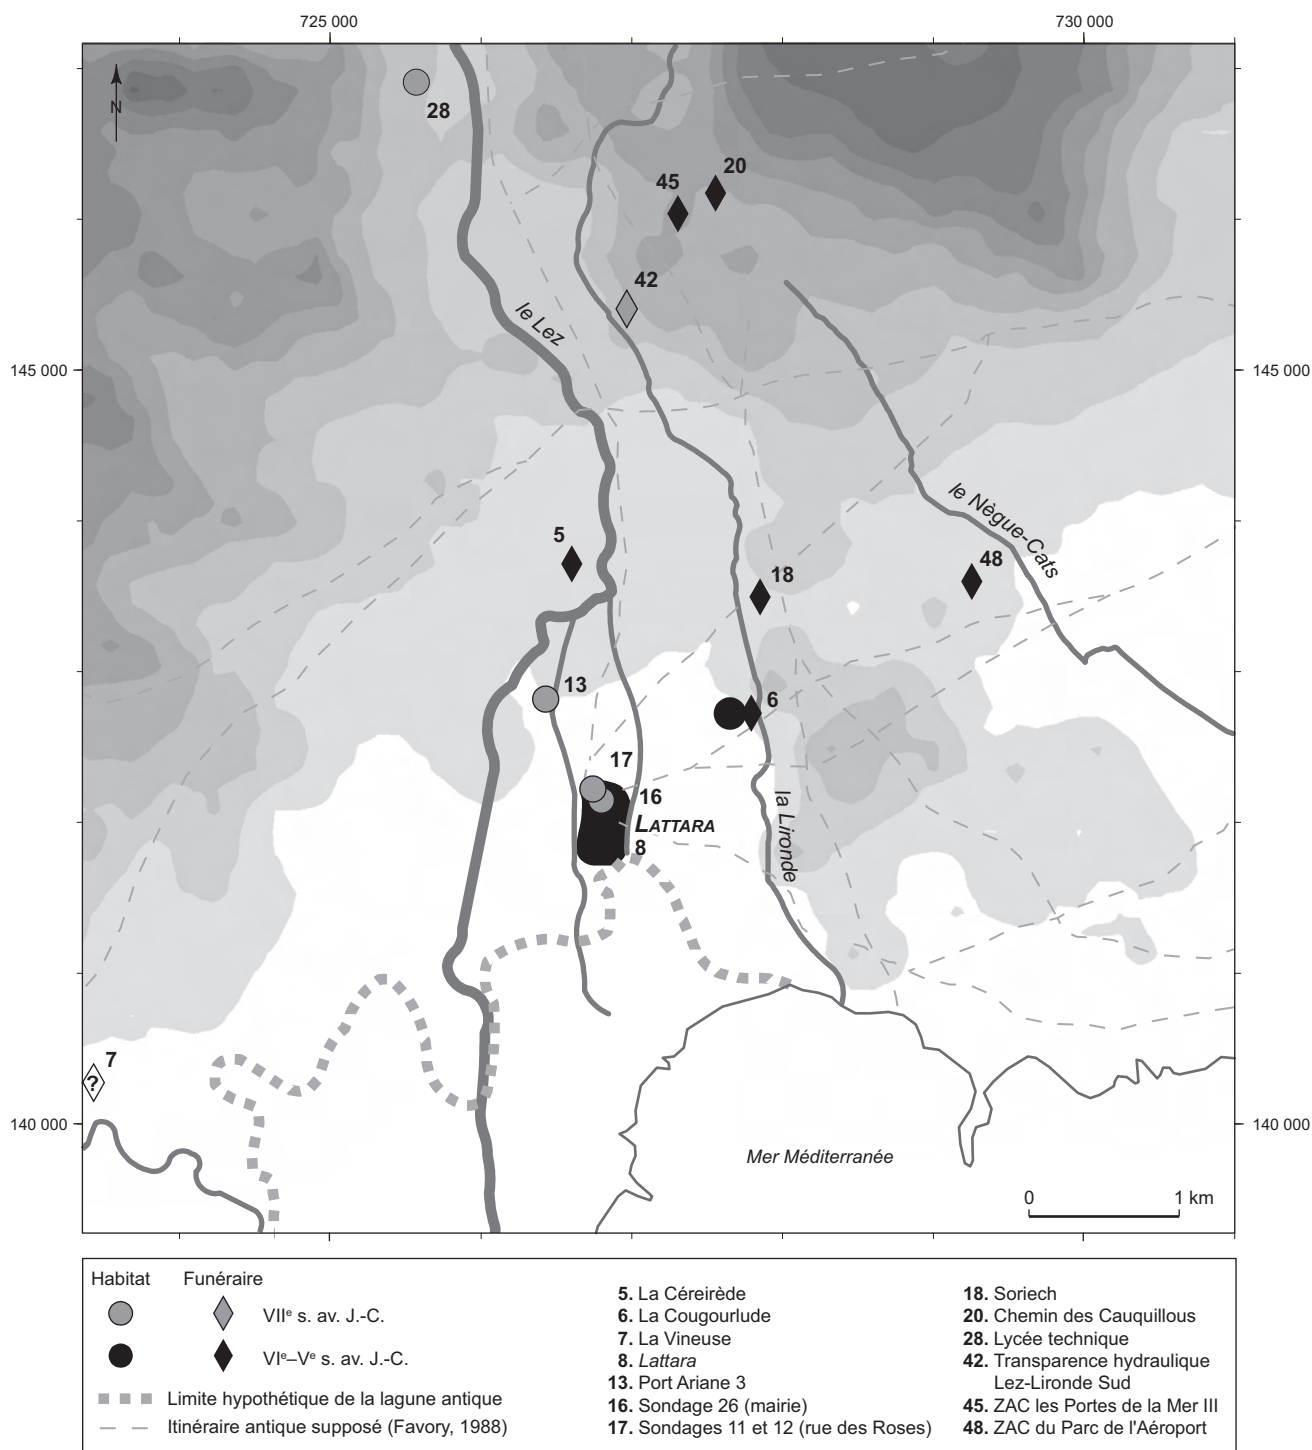 725 000
730 000
N
28
45
20
42
le Lez
145 000
145 000
le Nègue-Cats
5
18
48
13
6
17
16
LATTARA
8
la Lironde
7
?
140 000
140 000
Mer Méditerranée
0
1 km
Habitat
Funéraire
VIIe s. av. J.-C.
VIe–Ve s. av. J.-C.
Limite hypothétique de la lagune antique
Itinéraire antique supposé (Favory, 1988)
5. La Céreirède
6. La Cougourlude
7. La Vineuse
8. Lattara
13. Port Ariane 3
16. Sondage 26 (mairie)
17. Sondages 11 et 12 (rue des Roses)
18. Soriech
20. Chemin des Cauquillous
28. Lycée technique
42. Transparence hydraulique
Lez-Lironde Sud
45. ZAC les Portes de la Mer III
48. ZAC du Parc de l'Aéroport